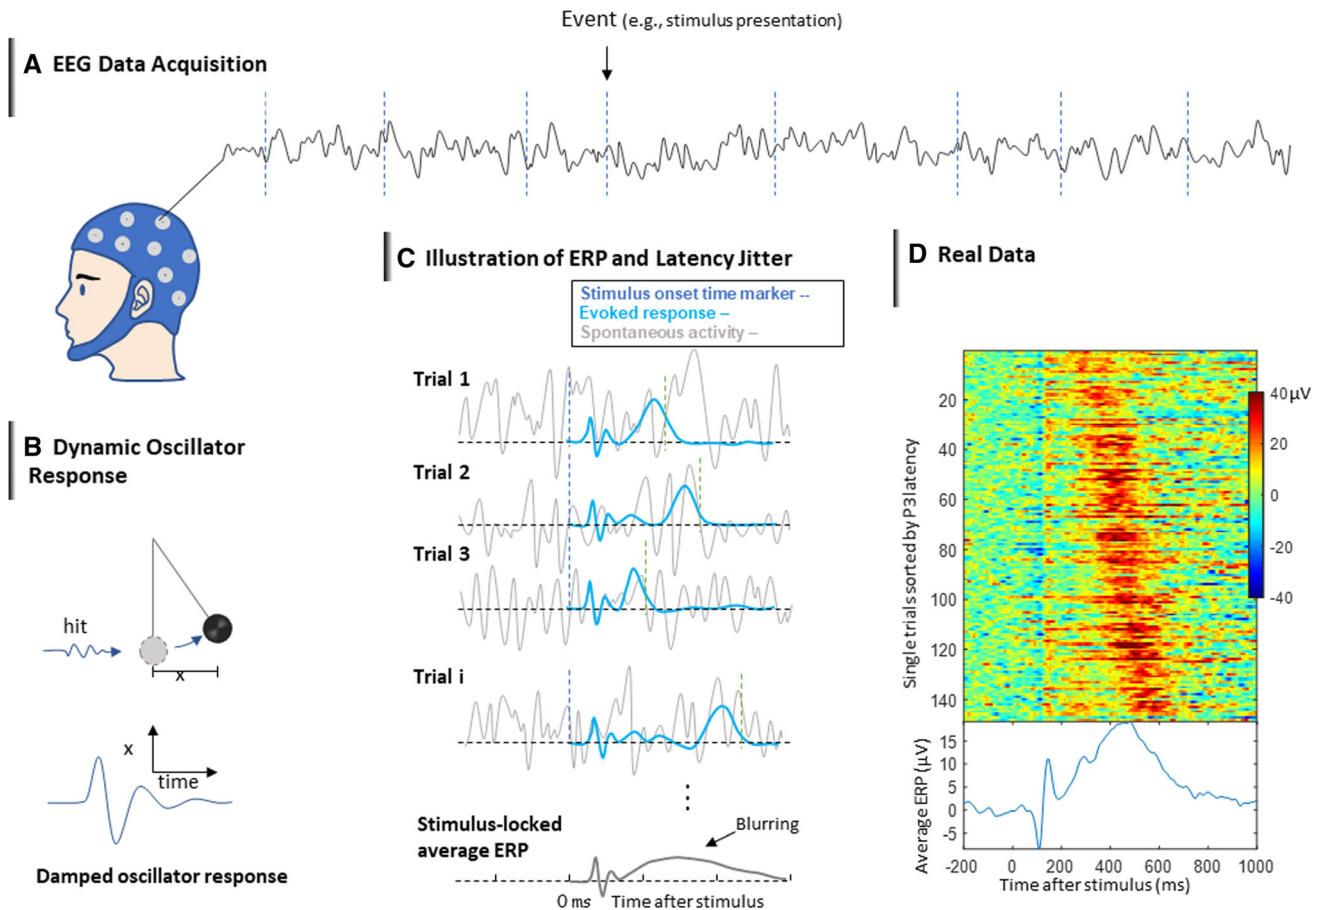 Event (e.g., stimulus presentation)
A EEG Data Acquisition
B Dynamic Oscillator
Response
hit
x
x
time
Damped oscillator response
C Illustration of ERP and Latency Jitter
Stimulus onset time marker --
Evoked response –
Spontaneous activity –
Trial 1
Trial 2
Trial 3
Trial i
⋮
Stimulus-locked
average ERP
Blurring
0 ms Time after stimulus
D Real Data
Single trials sorted by P3 latency
20
40
60
80
100
120
140
40 µV
20
0
-20
-40
Average ERP (µV)
15
10
5
0
-5
-200 0 200 400 600 800 1000
Time after stimulus (ms)